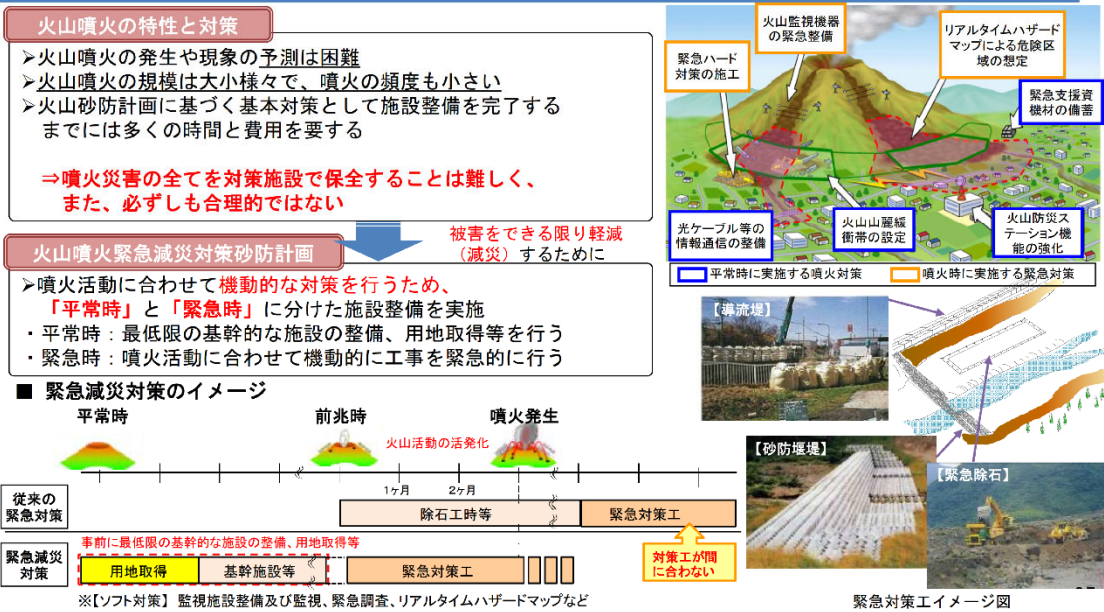 火山噴火の特性と対策
➢火山噴火の発生や現象の予測は困難
➢火山噴火の規模は大小様々で、噴火の頻度も小さい
➢火山砂防計画に基づく基本対策として施設整備を完了する
までには多くの時間と費用を要する
⇒噴火災害の全てを対策施設で保全することは難しく、
また、必ずしも合理的ではない
火山噴火緊急減災対策砂防計画
被害をできる限り軽減
（減災）するために
➢噴火活動に合わせて機動的な対策を行うため、
「平常時」と「緊急時」に分けた施設整備を実施
・平常時：最低限の基幹的な施設の整備、用地取得等を行う
・緊急時：噴火活動に合わせて機動的に工事を緊急的に行う
火山監視機器
の緊急整備
リアルタイムハザード
マップによる危険区
域の想定
緊急ハード
対策の施工
緊急支援資
機材の備蓄
光ケーブル等の
情報通信の整備
火山山麓緩
衝帯の設定
火山防災ス
テーション機
能の強化
平常時に実施する噴火対策
噴火時に実施する緊急対策
【導流堤】
【砂防堰堤】
【緊急除石】
緊急対策工イメージ図
■ 緊急減災対策のイメージ
平常時
前兆時
噴火発生
火山活動の活発化
1ヶ月
2ヶ月
従来の
緊急対策
除石工時等
緊急対策工
事前に最低限の基幹的な施設の整備、用地取得等
緊急減災
対策
用地取得
基幹施設等
緊急対策工
対策工が間
に合わない
※【ソフト対策】 監視施設整備及び監視、緊急調査、リアルタイムハザードマップなど